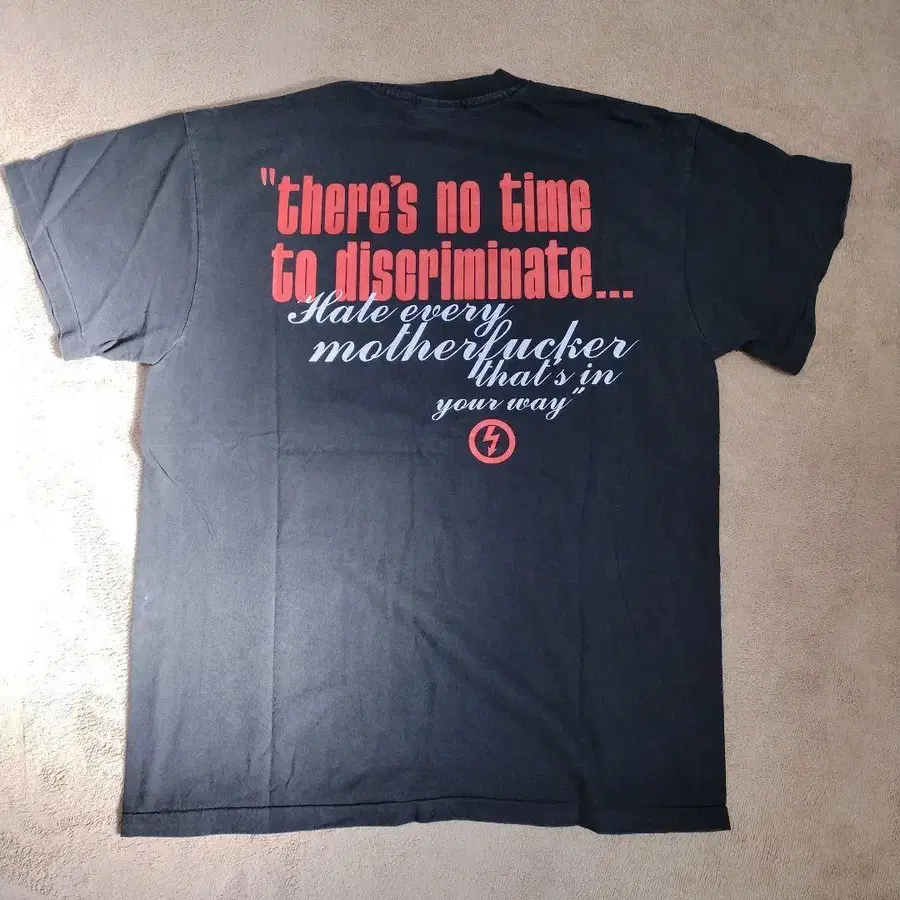 "there's no time
to discriminate...
Hate every
motherfucker
that's in
your way"